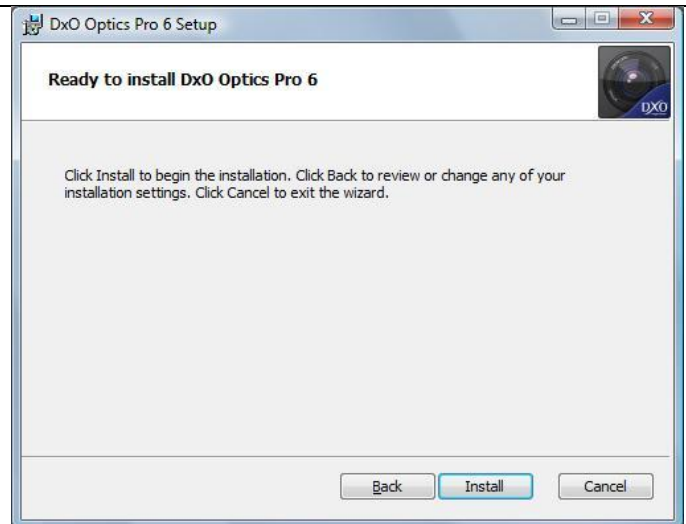 DxO Optics Pro 6 Setup
Ready to install DxO Optics Pro 6
DXO
Click Install to begin the installation. Click Back to review or change any of your
installation settings. Click Cancel to exit the wizard.
Back Install Cancel